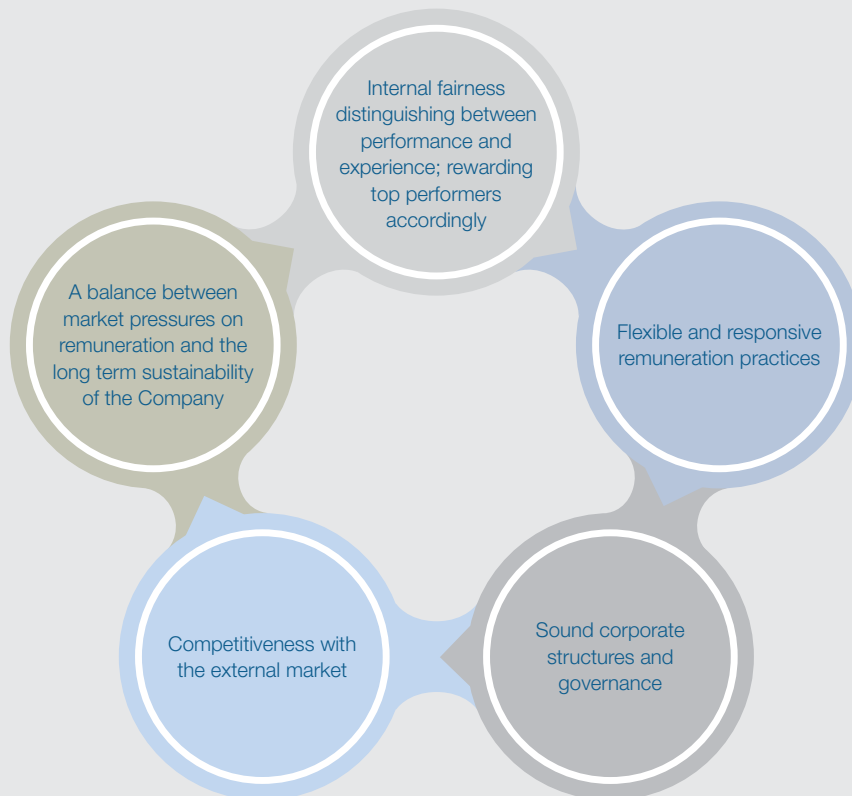 Internal fairness
distinguishing between
performance and
experience; rewarding
top performers
accordingly
Flexible and responsive
remuneration practices
Sound corporate
structures and
governance
Competitiveness with
the external market
A balance between
market pressures on
remuneration and the
long term sustainability
of the Company